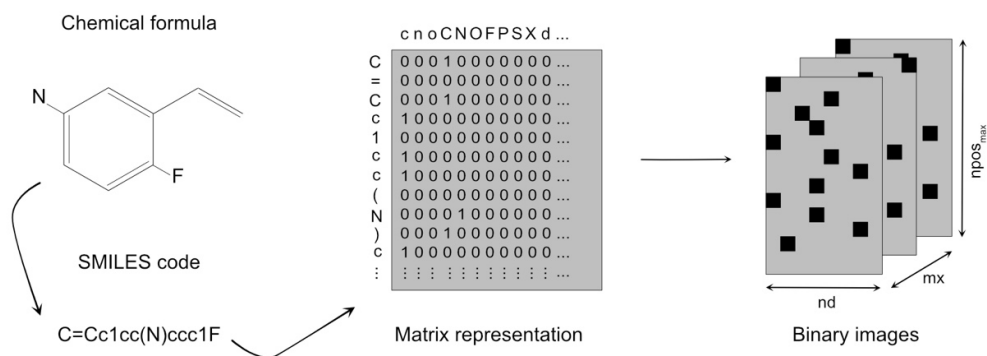 Chemical formula
N
F
SMILES code
C=Cc1cc(N)ccc1F
c n o C N O F P S X d ...
C 0 0 0 1 0 0 0 0 0 0 0 ...
= 0 0 0 0 0 0 0 0 0 0 0 ...
C 0 0 0 1 0 0 0 0 0 0 0 ...
c 1 0 0 0 0 0 0 0 0 0 0 ...
1 0 0 0 0 0 0 0 0 0 0 0 ...
c 1 0 0 0 0 0 0 0 0 0 0 ...
c 1 0 0 0 0 0 0 0 0 0 0 ...
( 0 0 0 0 0 0 0 0 0 0 0 ...
N 0 0 0 0 1 0 0 0 0 0 0 ...
) 0 0 0 1 0 0 0 0 0 0 0 ...
c 1 0 0 0 0 0 0 0 0 0 0 ...
⋮ ⋮ ⋮ ⋮ ⋮ ⋮ ⋮ ⋮ ⋮ ⋮ ⋮ ⋮ ...
Matrix representation
nposmax
mx
nd
Binary images